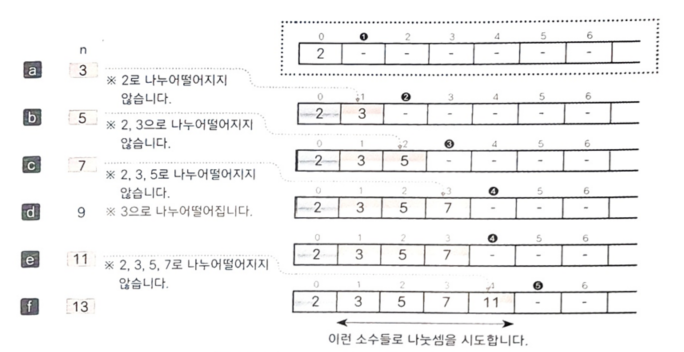 0 ❶ 2 3 4 5 6
2 - - - - - -
n
a 3
※ 2로 나누어떨어지지
않습니다.
0 1 ❷ 3 4 5 6
2 3 - - - - -
b 5
※ 2, 3으로 나누어떨어지지
않습니다.
0 1 2 ❸ 4 5 6
2 3 5 - - - -
c 7
※ 2, 3, 5로 나누어떨어지지
않습니다.
0 1 2 3 ❹ 5 6
2 3 5 7 - - -
d 9 ※ 3으로 나누어떨어집니다.
0 1 2 3 ❹ 5 6
2 3 5 7 - - -
e 11
※ 2, 3, 5, 7로 나누어떨어지지
않습니다.
0 1 2 3 4 ❺ 6
2 3 5 7 11 - -
f 13
이런 소수들로 나눗셈을 시도합니다.